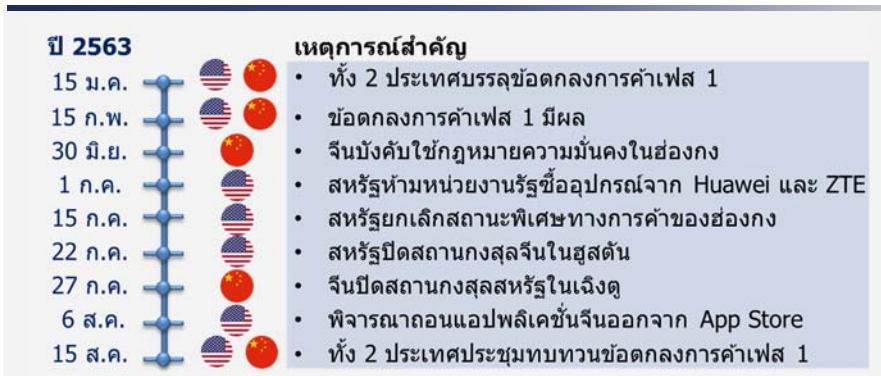 ปี 2563 เหตุการณ์สำคัญ
15 ม.ค. • ทั้ง 2 ประเทศบรรลุข้อตกลงการค้าเฟส 1
15 ก.พ. • ข้อตกลงการค้าเฟส 1 มีผล
30 มิ.ย. • จีนบังคับใช้กฎหมายความมั่นคงในฮ่องกง
1 ก.ค. • สหรัฐห้ามหน่วยงานรัฐซื้ออุปกรณ์จาก Huawei และ ZTE
15 ก.ค. • สหรัฐยกเลิกสถานะพิเศษทางการค้าของฮ่องกง
22 ก.ค. • สหรัฐปิดสถานกงสุลจีนในฮูสตัน
27 ก.ค. • จีนปิดสถานกงสุลสหรัฐในเฉิงตู
6 ส.ค. • พิจารณาถอนแอปพลิเคชั่นจีนออกจาก App Store
15 ส.ค. • ทั้ง 2 ประเทศประชุมทบทวนข้อตกลงการค้าเฟส 1